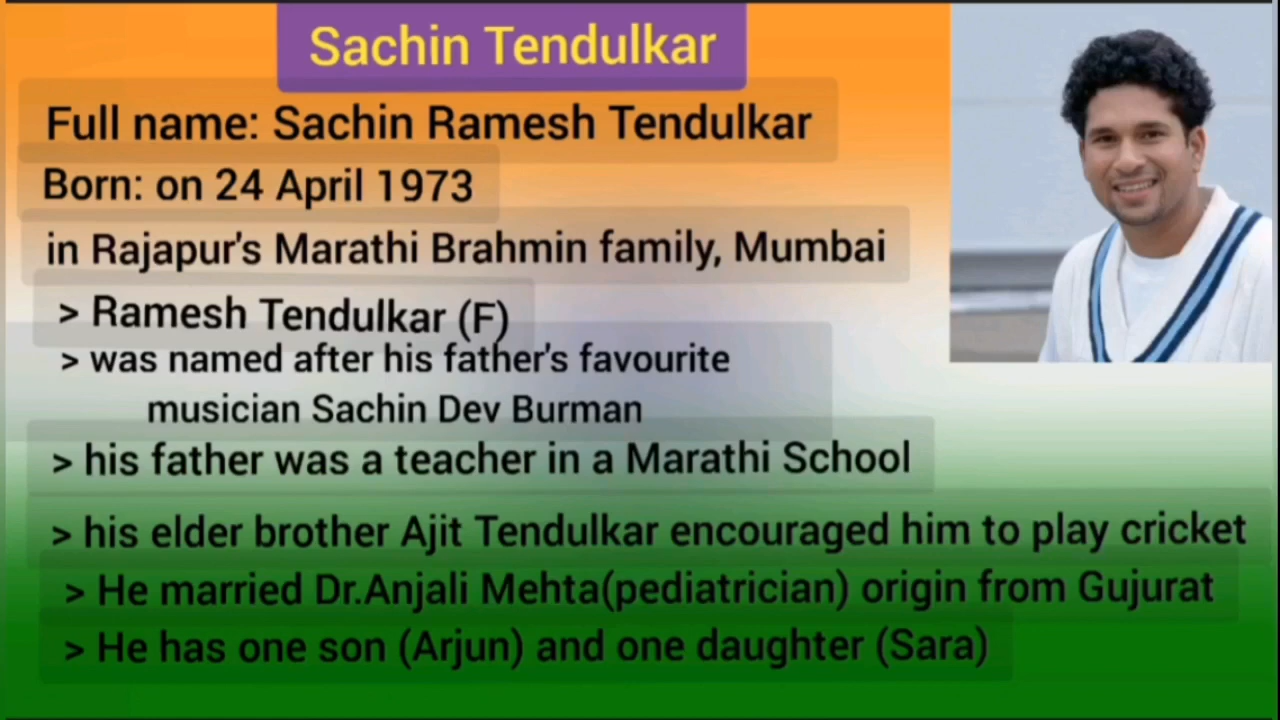 Sachin Tendulkar
Full name: Sachin Ramesh Tendulkar
Born: on 24 April 1973
in Rajapur's Marathi Brahmin family, Mumbai
> Ramesh Tendulkar (F)
> was named after his father's favourite
musician Sachin Dev Burman
> his father was a teacher in a Marathi School
> his elder brother Ajit Tendulkar encouraged him to play cricket
> He married Dr.Anjali Mehta(pediatrician) origin from Gujurat
> He has one son (Arjun) and one daughter (Sara)